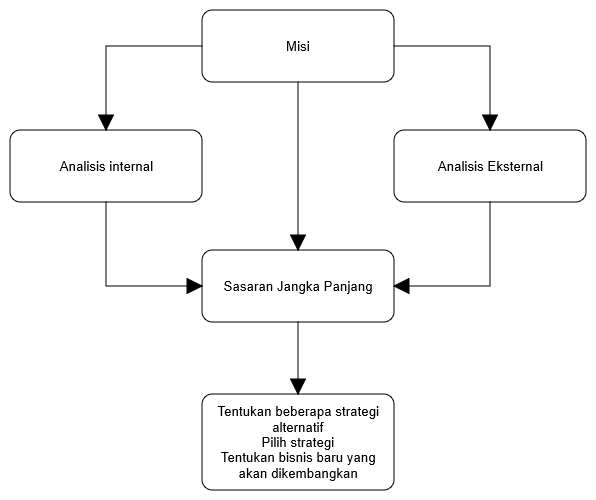 Misi
Analisis internal
Analisis Eksternal
Sasaran Jangka Panjang
Tentukan beberapa strategi
alternatif
Pilih strategi
Tentukan bisnis baru yang
akan dikembangkan